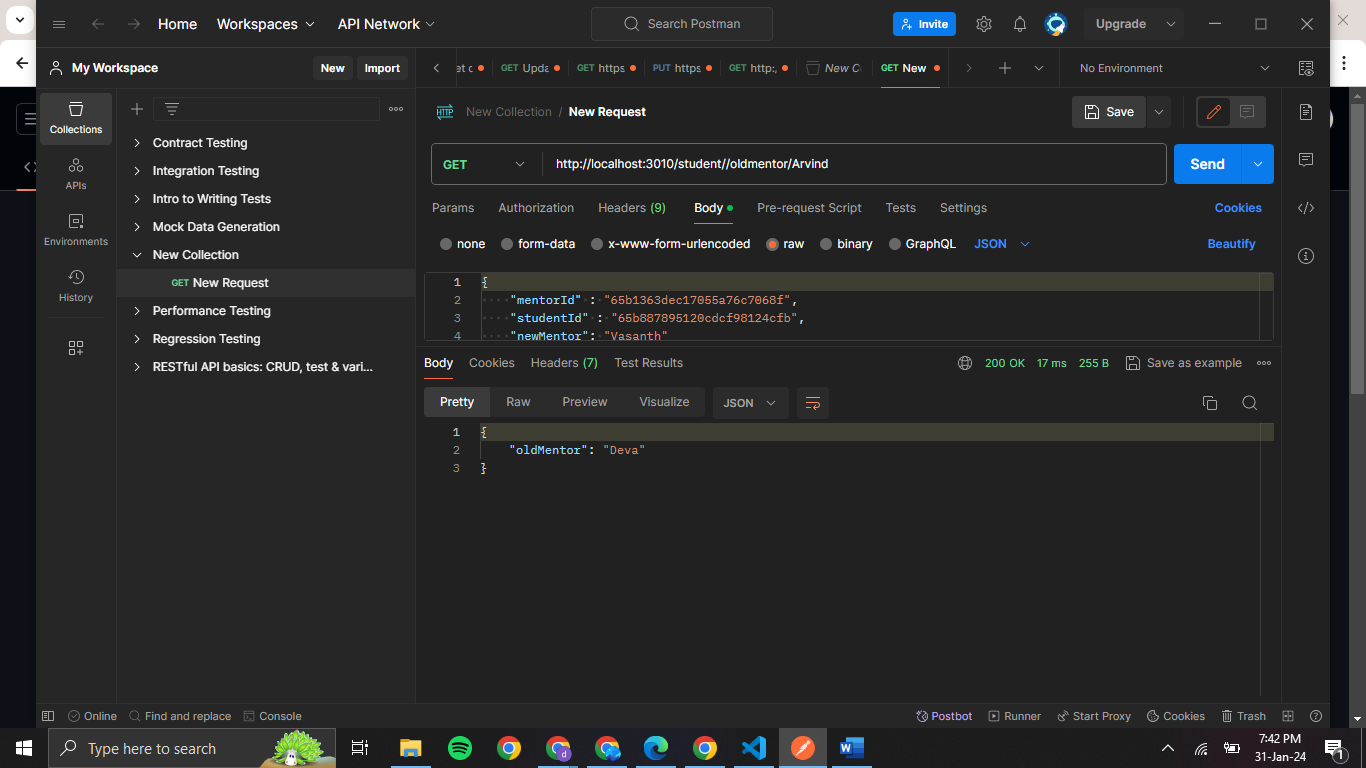 Home
Workspaces
API Network
Search Postman
Invite
Upgrade
My Workspace
New
Import
et c
GET Upda
GET https
PUT https
GET http:,
New C
GET New
No Environment
Collections
APIs
Environments
History
Contract Testing
Integration Testing
Intro to Writing Tests
Mock Data Generation
New Collection
GET New Request
Performance Testing
Regression Testing
RESTful API basics: CRUD, test & vari...
HTTP
New Collection / New Request
Save
GET
http://localhost:3010/student//oldmentor/Arvind
Send
Params
Authorization
Headers (9)
Body
Pre-request Script
Tests
Settings
Cookies
none
form-data
x-www-form-urlencoded
raw
binary
GraphQL
JSON
Beautify
1 {
2 "mentorId" : "65b1363dec17055a76c7068f",
3 "studentId" : "65b887895120cdcf98124cfb",
4 "newMentor": "Vasanth"
Body
Cookies
Headers (7)
Test Results
200 OK
17 ms
255 B
Save as example
Pretty
Raw
Preview
Visualize
JSON
1 {
2 "oldMentor": "Deva"
3 }
Online
Find and replace
Console
Postbot
Runner
Start Proxy
Cookies
Trash
Type here to search
7:42 PM
31-Jan-24
1